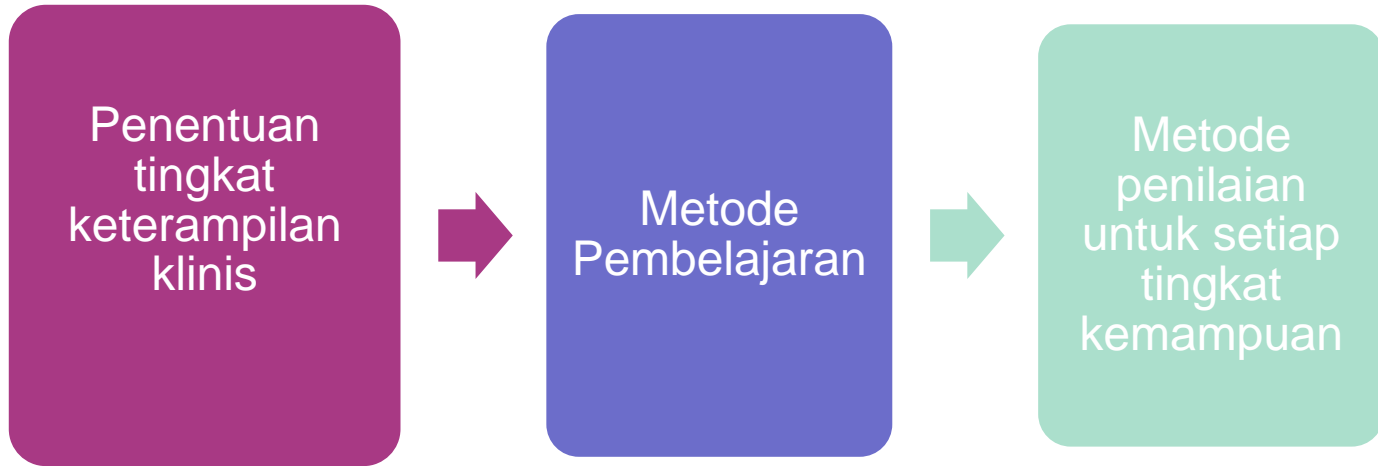 Penentuan
tingkat
keterampilan
klinis
Metode
Pembelajaran
Metode
penilaian
untuk setiap
tingkat
kemampuan